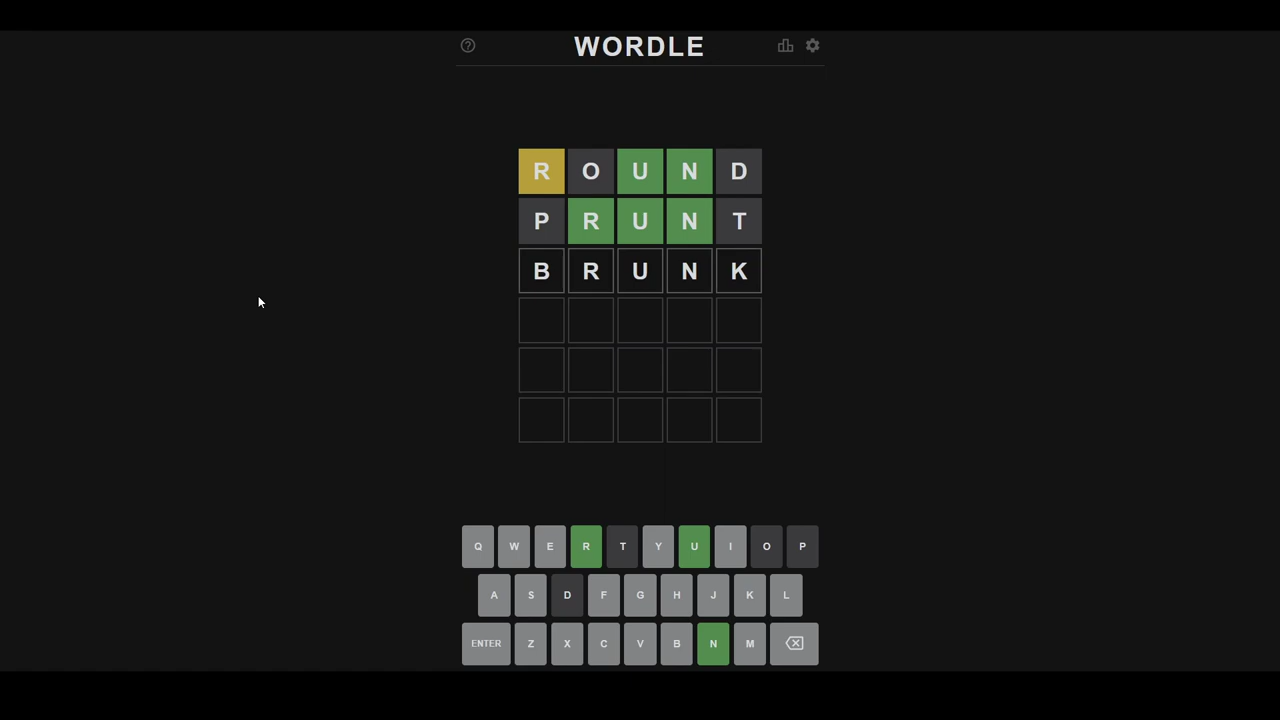 WORDLE
R O U N D
P R U N T
B R U N K
Q W E R T Y U I O P
A S D F G H J K L
ENTER Z X C V B N M